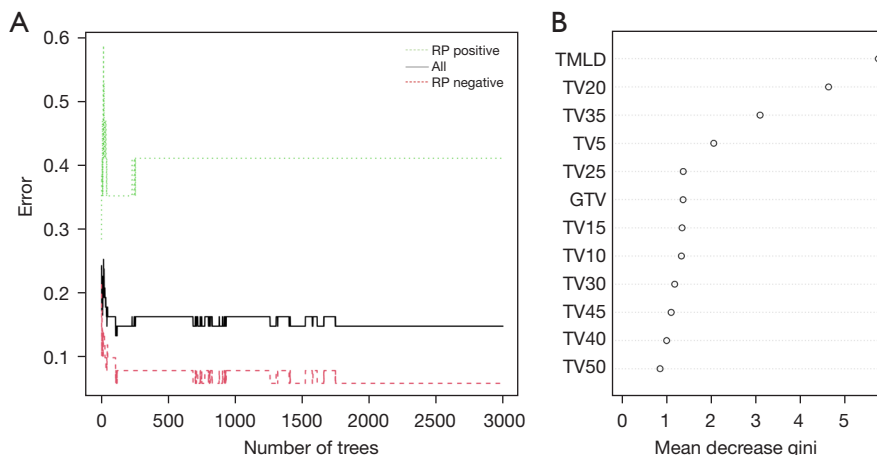 A
B
0.6
0.5
0.4
0.3
0.2
0.1
Error
RP positive
All
RP negative
0 500 1000 1500 2000 2500 3000
Number of trees
TMLD
TV20
TV35
TV5
TV25
GTV
TV15
TV10
TV30
TV45
TV40
TV50
0 1 2 3 4 5
Mean decrease gini